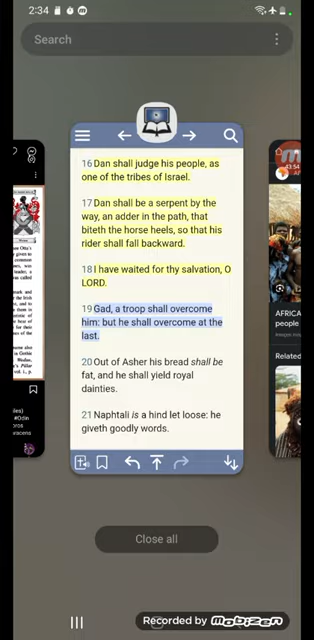 2:34
Search
16 Dan shall judge his people, as
one of the tribes of Israel.
17 Dan shall be a serpent by the
way, an adder in the path, that
biteth the horse heels, so that his
rider shall fall backward.
18 I have waited for thy salvation, O
LORD.
19 Gad, a troop shall overcome
him: but he shall overcome at the
last.
20 Out of Asher his bread shall be
fat, and he shall yield royal
dainties.
21 Naphtali is a hind let loose: he
giveth goodly words.
43:54
AFRICA
people
Related
Close all
Recorded by Mobizen